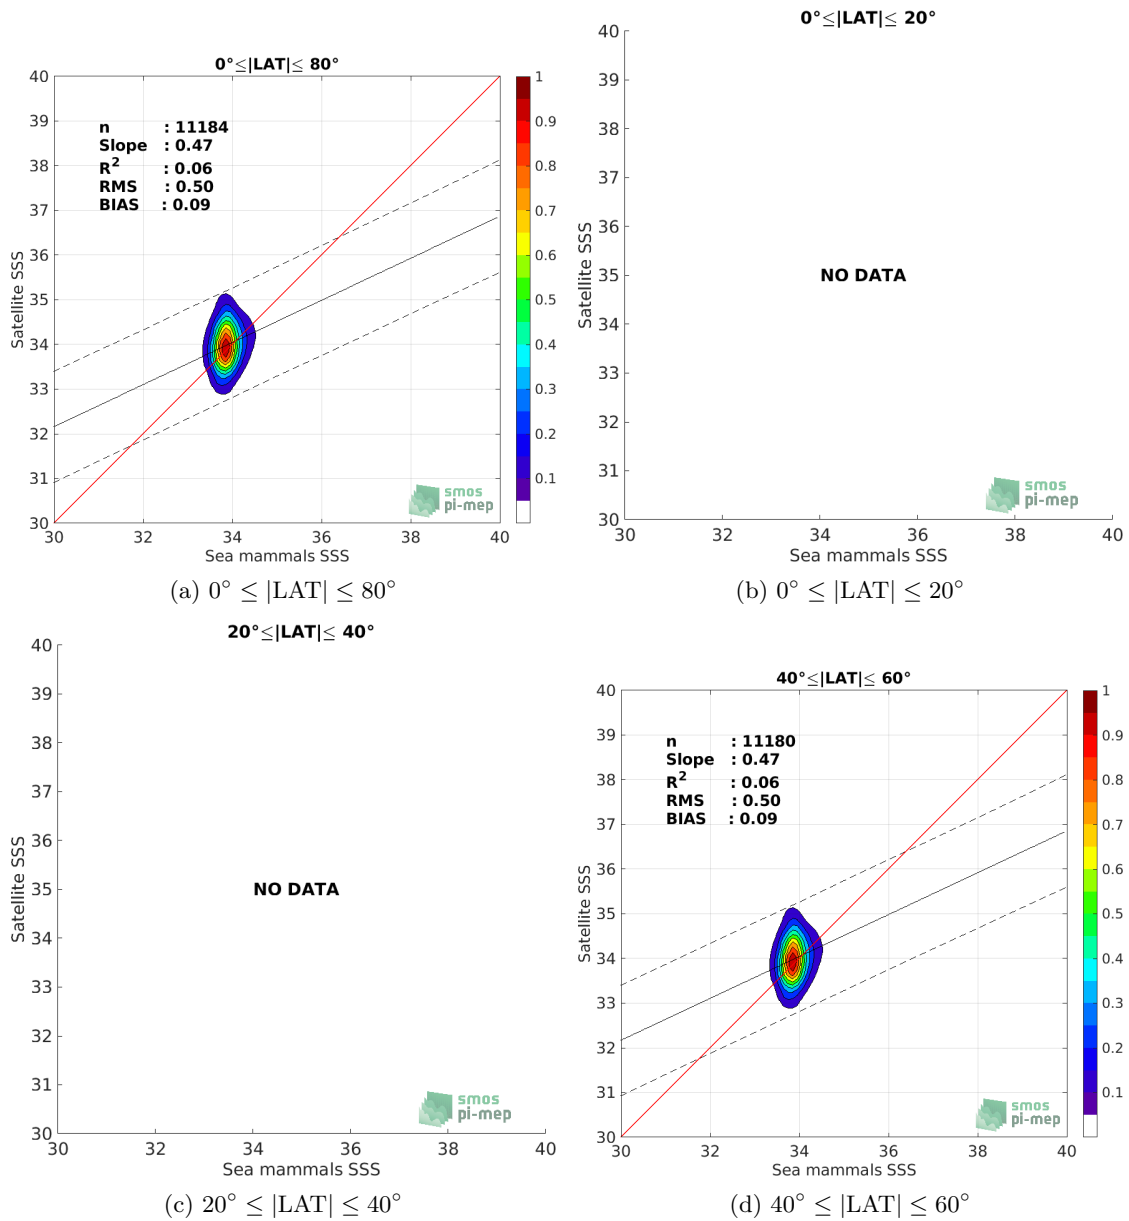 0°≤|LAT|≤ 80°
40
39
38
37
36
35
34
33
32
31
30
Satellite SSS
n : 11184
Slope : 0.47
R² : 0.06
RMS : 0.50
BIAS : 0.09
1
0.9
0.8
0.7
0.6
0.5
0.4
0.3
0.2
0.1
smos
pi-mep
30 32 34 36 38 40
Sea mammals SSS
(a) 0° ≤ |LAT| ≤ 80°
0°≤|LAT|≤ 20°
40
39
38
37
36
35
34
33
32
31
30
Satellite SSS
NO DATA
smos
pi-mep
30 32 34 36 38 40
Sea mammals SSS
(b) 0° ≤ |LAT| ≤ 20°
20°≤|LAT|≤ 40°
40
39
38
37
36
35
34
33
32
31
30
Satellite SSS
NO DATA
smos
pi-mep
30 32 34 36 38 40
Sea mammals SSS
(c) 20° ≤ |LAT| ≤ 40°
40°≤|LAT|≤ 60°
40
39
38
37
36
35
34
33
32
31
30
Satellite SSS
n : 11180
Slope : 0.47
R² : 0.06
RMS : 0.50
BIAS : 0.09
1
0.9
0.8
0.7
0.6
0.5
0.4
0.3
0.2
0.1
smos
pi-mep
30 32 34 36 38 40
Sea mammals SSS
(d) 40° ≤ |LAT| ≤ 60°